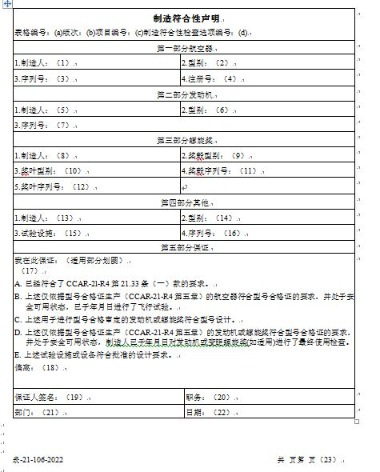 制造符合性声明
表格编号：(a)版次：(b)项目编号：(c)制造符合性检查选项编号：(d)
第一部分航空器
1.制造人：（1）
2.型别：（2）
3.序列号：（3）
4.注册号：（4）
第二部分发动机
1.制造人：（5）
2.型别：（6）
3.序列号：（7）
第三部分螺旋桨
1.制造人：（8）
2.桨毂型别：（9）
3.桨叶型别：（10）
4.桨毂序列号：（11）
5.桨叶序列号：（12）
第四部分其他
1.制造人：（13）
2.型别：（14）
3.试验设施：（15）
4.序列号：（16）
第五部分保证
我在此保证：（适用部分划圈）
（17）
A. 已经符合了 CCAR-21-R4 第 21.33 条（一）款的要求。
B. 上述仅依据型号合格证生产（CCAR-21-R4 第五章）的航空器符合型号合格证的要求，并处于安
全可用状态，已于年月日进行了飞行试验。
C. 上述用于进行型号合格审定的发动机或螺旋桨符合型号设计。
D. 上述仅依据型号合格证生产（CCAR-21-R4 第五章）的发动机或螺旋桨符合型号合格证的要求，
并处于安全可用状态，制造人已于年月日对发动机或变距螺旋桨(如适用)进行了最终使用检查。
E. 上述试验设施或设备符合批准的设计要求。
偏离：（18）
保证人签名：（19）
职务：（20）
部门：（21）
日期：（22）
表-21-106-2022
共 页第 页（23）